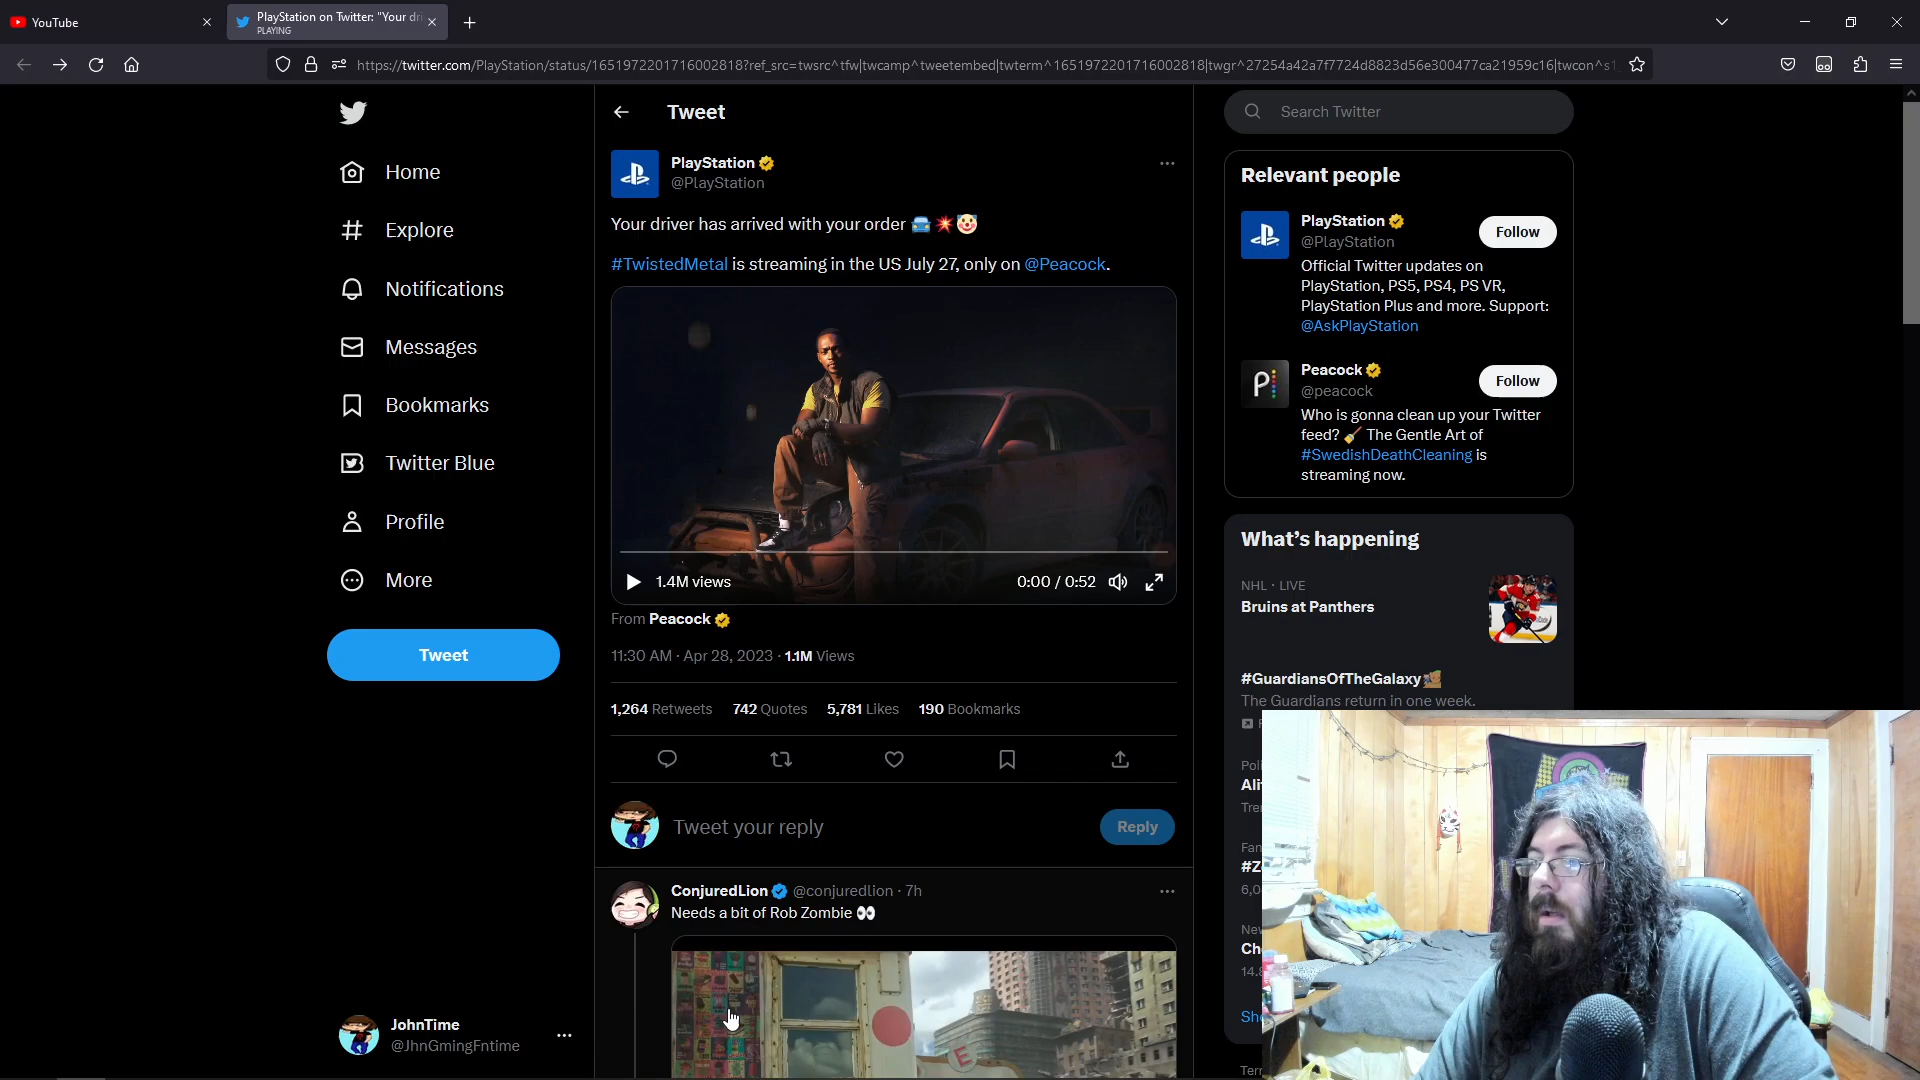 YouTube
PlayStation on Twitter: "Your dri
PLAYING
https://twitter.com/PlayStation/status/1651972201716002818?ref_src=twsrc^tfw|twcamp^tweetembed|twterm^1651972201716002818|twgr^27254a42a7f7724d8823d56e300477ca21959c16|twcon^s1_
Home
Explore
Notifications
Messages
Bookmarks
Twitter Blue
Profile
More
Tweet
JohnTime
@JhnGmingFntime
Tweet
PlayStation
@PlayStation
Your driver has arrived with your order 🚘💥🤡
#TwistedMetal is streaming in the US July 27, only on @Peacock.
1.4M views
0:00 / 0:52
From Peacock
11:30 AM · Apr 28, 2023 · 1.1M Views
1,264 Retweets 742 Quotes 5,781 Likes 190 Bookmarks
Tweet your reply
Reply
ConjuredLion @conjuredlion · 7h
Needs a bit of Rob Zombie 👀
Search Twitter
Relevant people
PlayStation
@PlayStation
Follow
Official Twitter updates on
PlayStation, PS5, PS4, PS VR,
PlayStation Plus and more. Support:
@AskPlayStation
Peacock
@peacock
Follow
Who is gonna clean up your Twitter
feed? 🧹 The Gentle Art of
#SwedishDeathCleaning is
streaming now.
What's happening
NHL · LIVE
Bruins at Panthers
#GuardiansOfTheGalaxy
The Guardians return in one week.